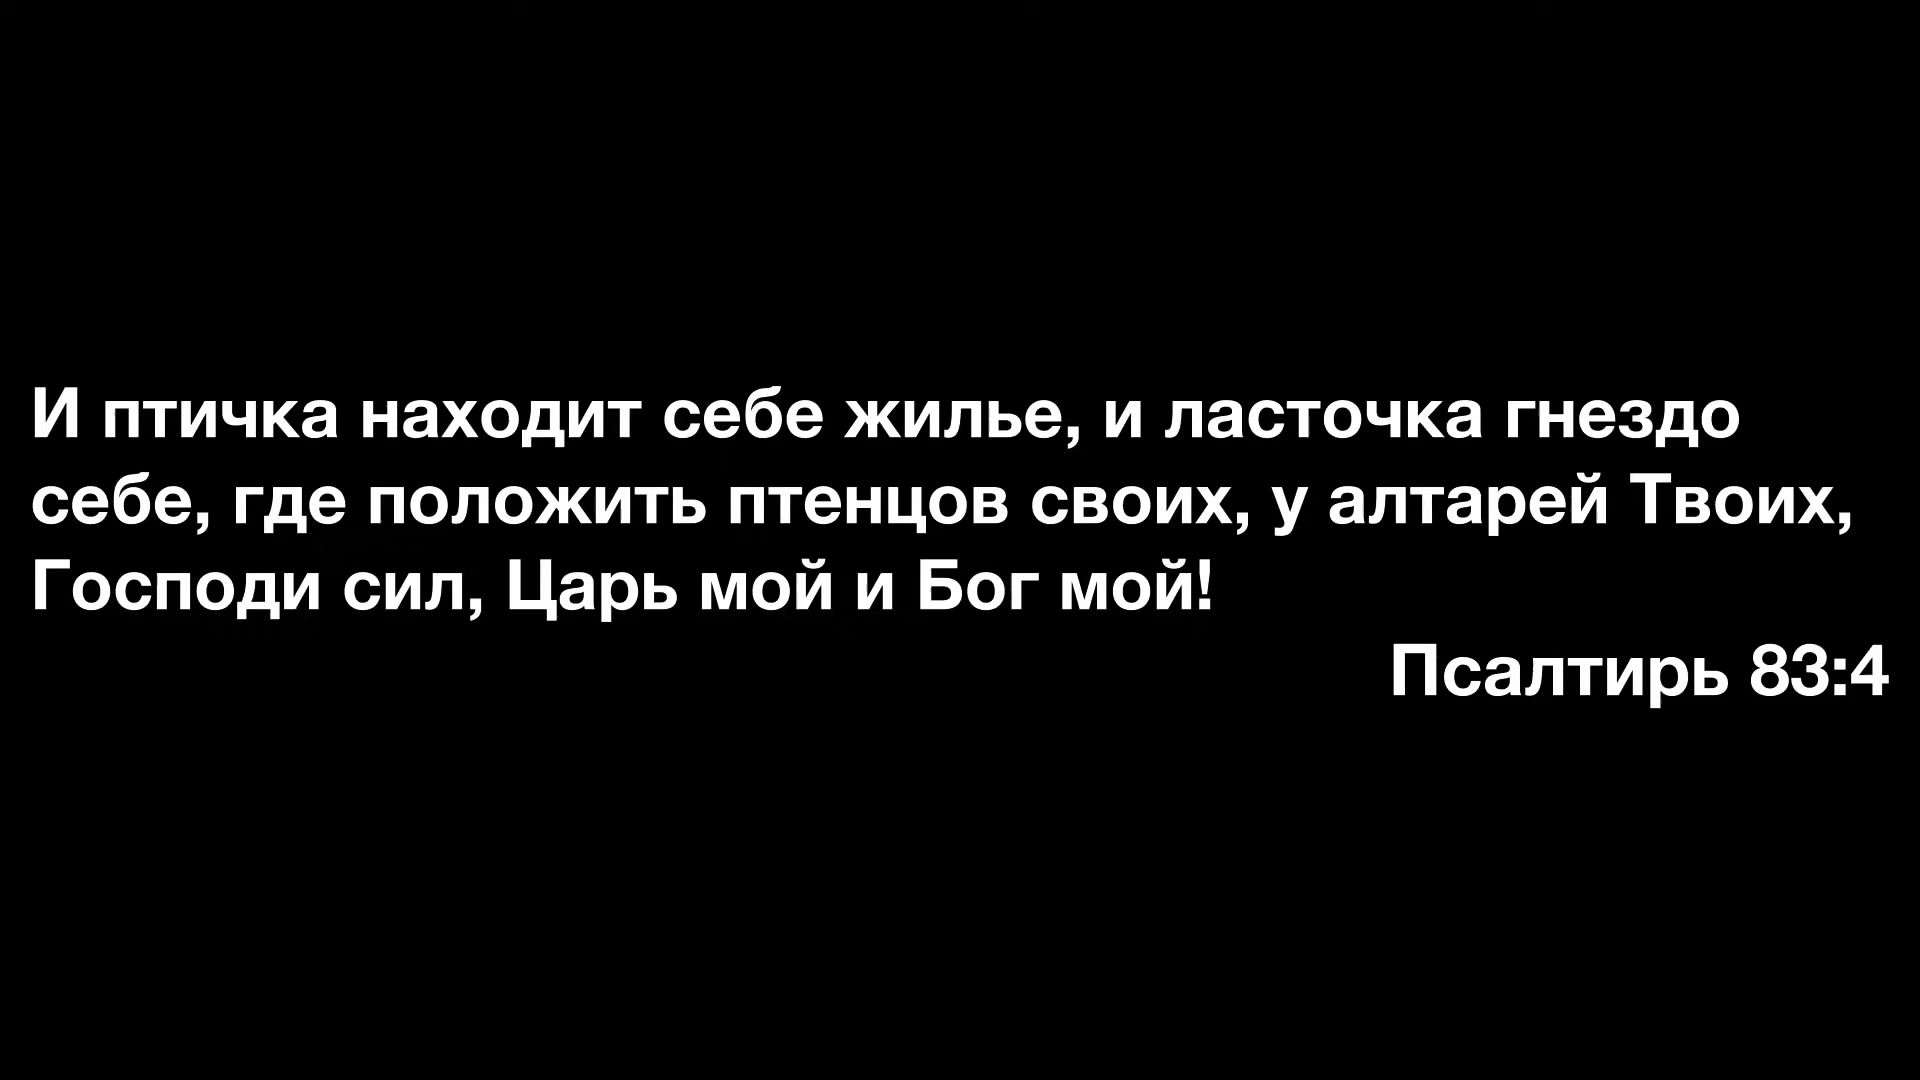 И птичка находит себе жилье, и ласточка гнездо
себе, где положить птенцов своих, у алтарей Твоих,
Господи сил, Царь мой и Бог мой!
Псалтирь 83:4